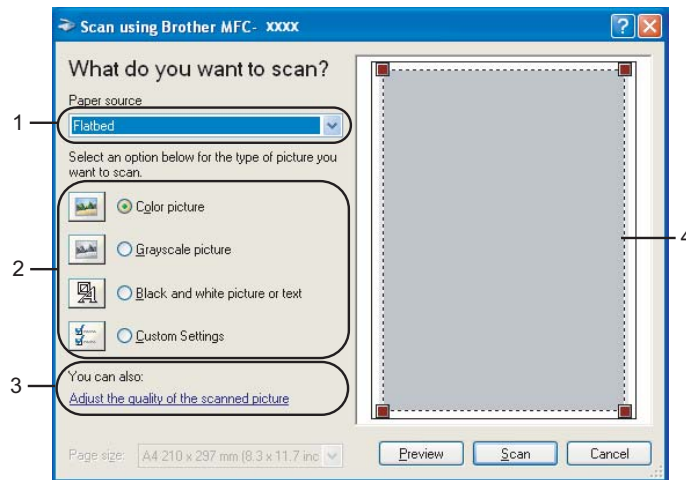 Scan using Brother MFC- XXXX
What do you want to scan?
Paper source
1
Flatbed
Select an option below for the type of picture you
want to scan.
Color picture
Grayscale picture
2
Black and white picture or text
Custom Settings
4
3
You can also:
Adjust the quality of the scanned picture
Page size: A4 210 x 297 mm (8.3 x 11.7 inc
Preview Scan Cancel